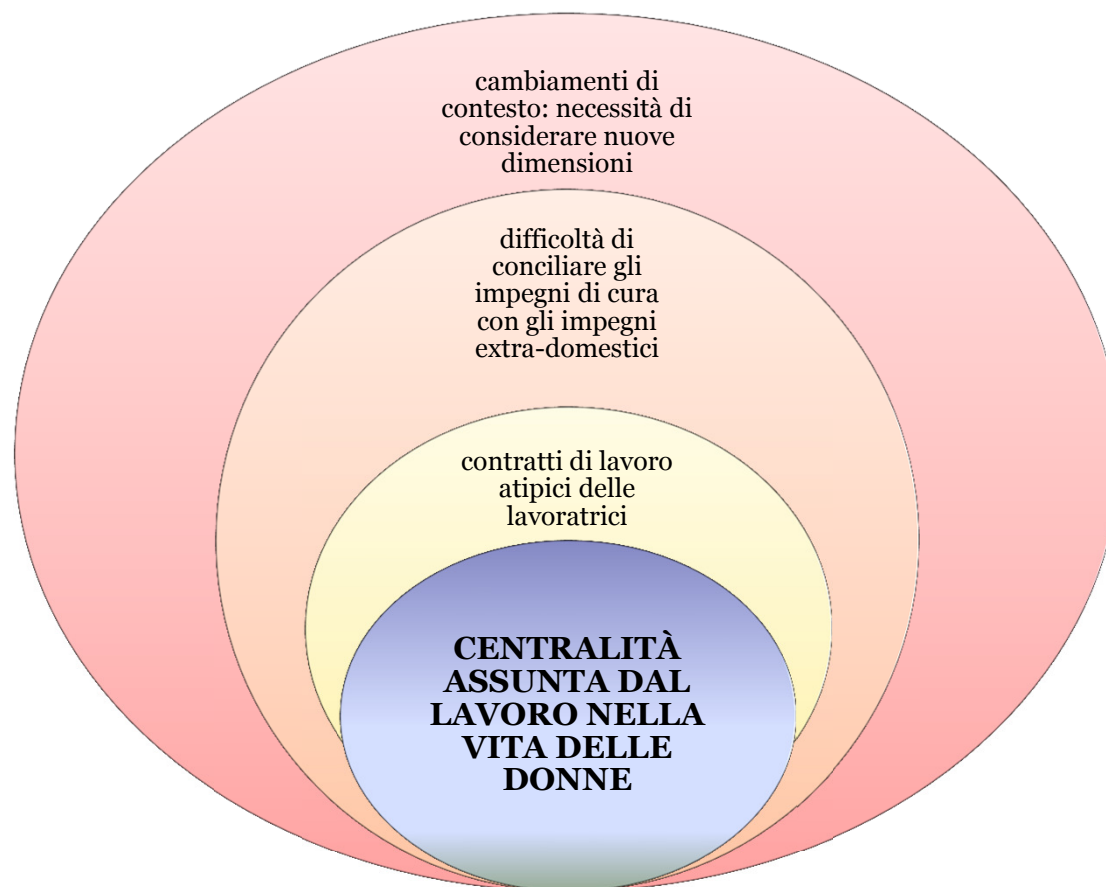 cambiamenti di
contesto: necessità di
considerare nuove
dimensioni
difficoltà di
conciliare gli
impegni di cura
con gli impegni
extra-domestici
contratti di lavoro
atipici delle
lavoratrici
CENTRALITÀ
ASSUNTA DAL
LAVORO NELLA
VITA DELLE
DONNE